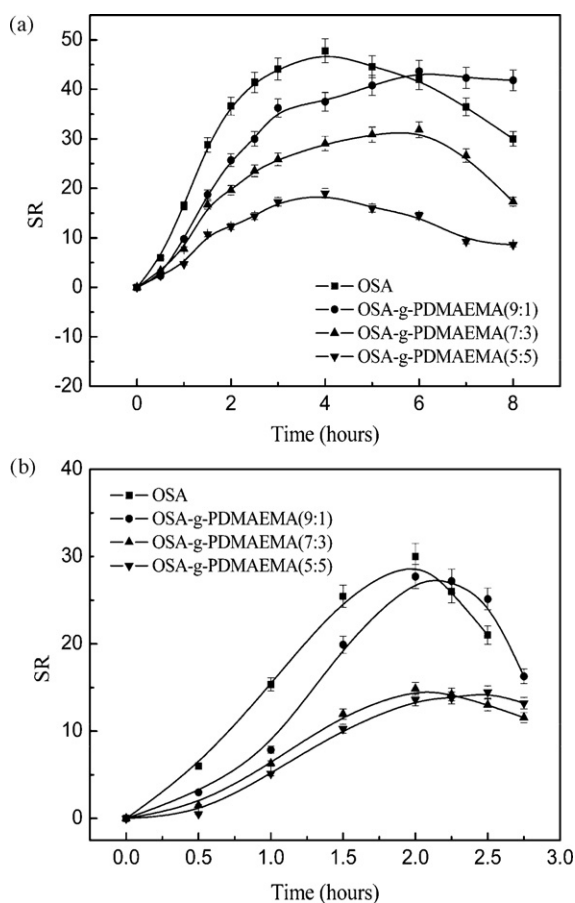 (a)
50
40
30
20
10
0
-10
-20
SR
OSA
OSA-g-PDMAEMA(9:1)
OSA-g-PDMAEMA(7:3)
OSA-g-PDMAEMA(5:5)
0 2 4 6 8
Time (hours)
(b)
40
30
20
10
0
SR
OSA
OSA-g-PDMAEMA(9:1)
OSA-g-PDMAEMA(7:3)
OSA-g-PDMAEMA(5:5)
0.0 0.5 1.0 1.5 2.0 2.5 3.0
Time (hours)